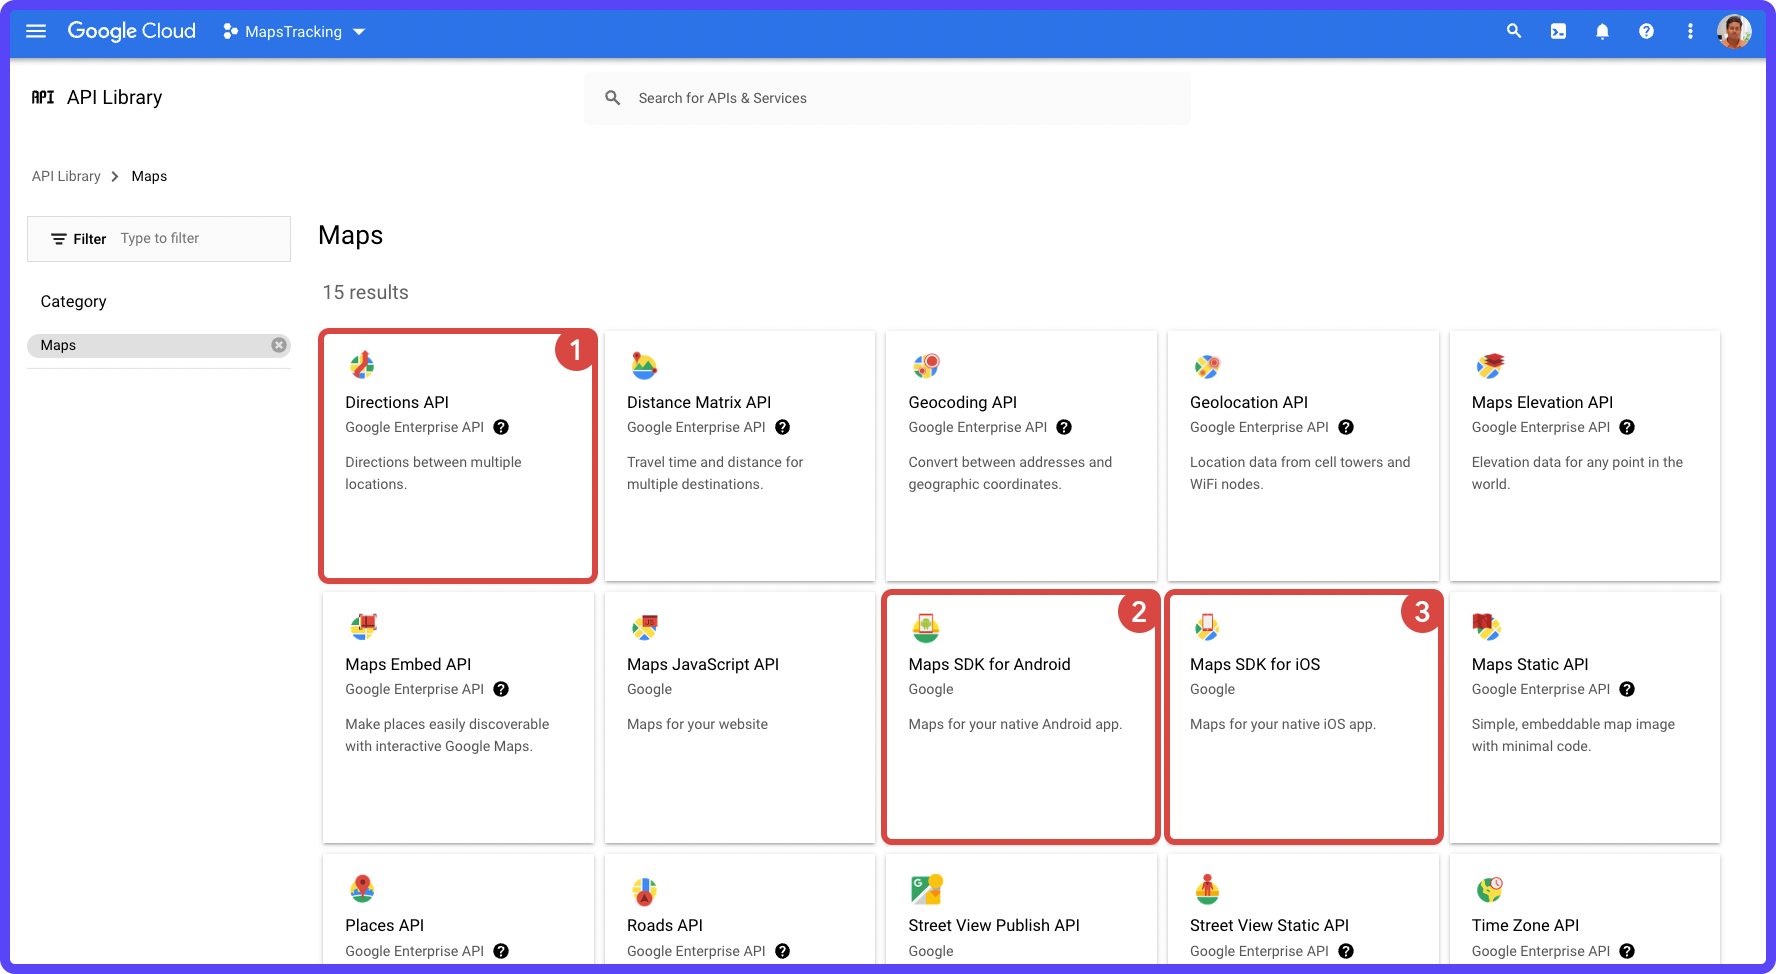 Google Cloud
MapsTracking
API API Library
Search for APIs & Services
API Library > Maps
Filter Type to filter
Maps
15 results
Category
Maps
1
Directions API
Google Enterprise API ?
Directions between multiple
locations.
Distance Matrix API
Google Enterprise API ?
Travel time and distance for
multiple destinations.
Geocoding API
Google Enterprise API ?
Convert between addresses and
geographic coordinates.
Geolocation API
Google Enterprise API ?
Location data from cell towers and
WiFi nodes.
Maps Elevation API
Google Enterprise API ?
Elevation data for any point in the
world.
Maps Embed API
Google Enterprise API ?
Make places easily discoverable
with interactive Google Maps.
JS
Maps JavaScript API
Google
Maps for your website
2
Maps SDK for Android
Google
Maps for your native Android app.
3
Maps SDK for iOS
Google
Maps for your native iOS app.
Maps Static API
Google Enterprise API ?
Simple, embeddable map image
with minimal code.
Places API
Google Enterprise API ?
Roads API
Google Enterprise API ?
G
Street View Publish API
Google
Street View Static API
Google Enterprise API ?
Time Zone API
Google Enterprise API ?